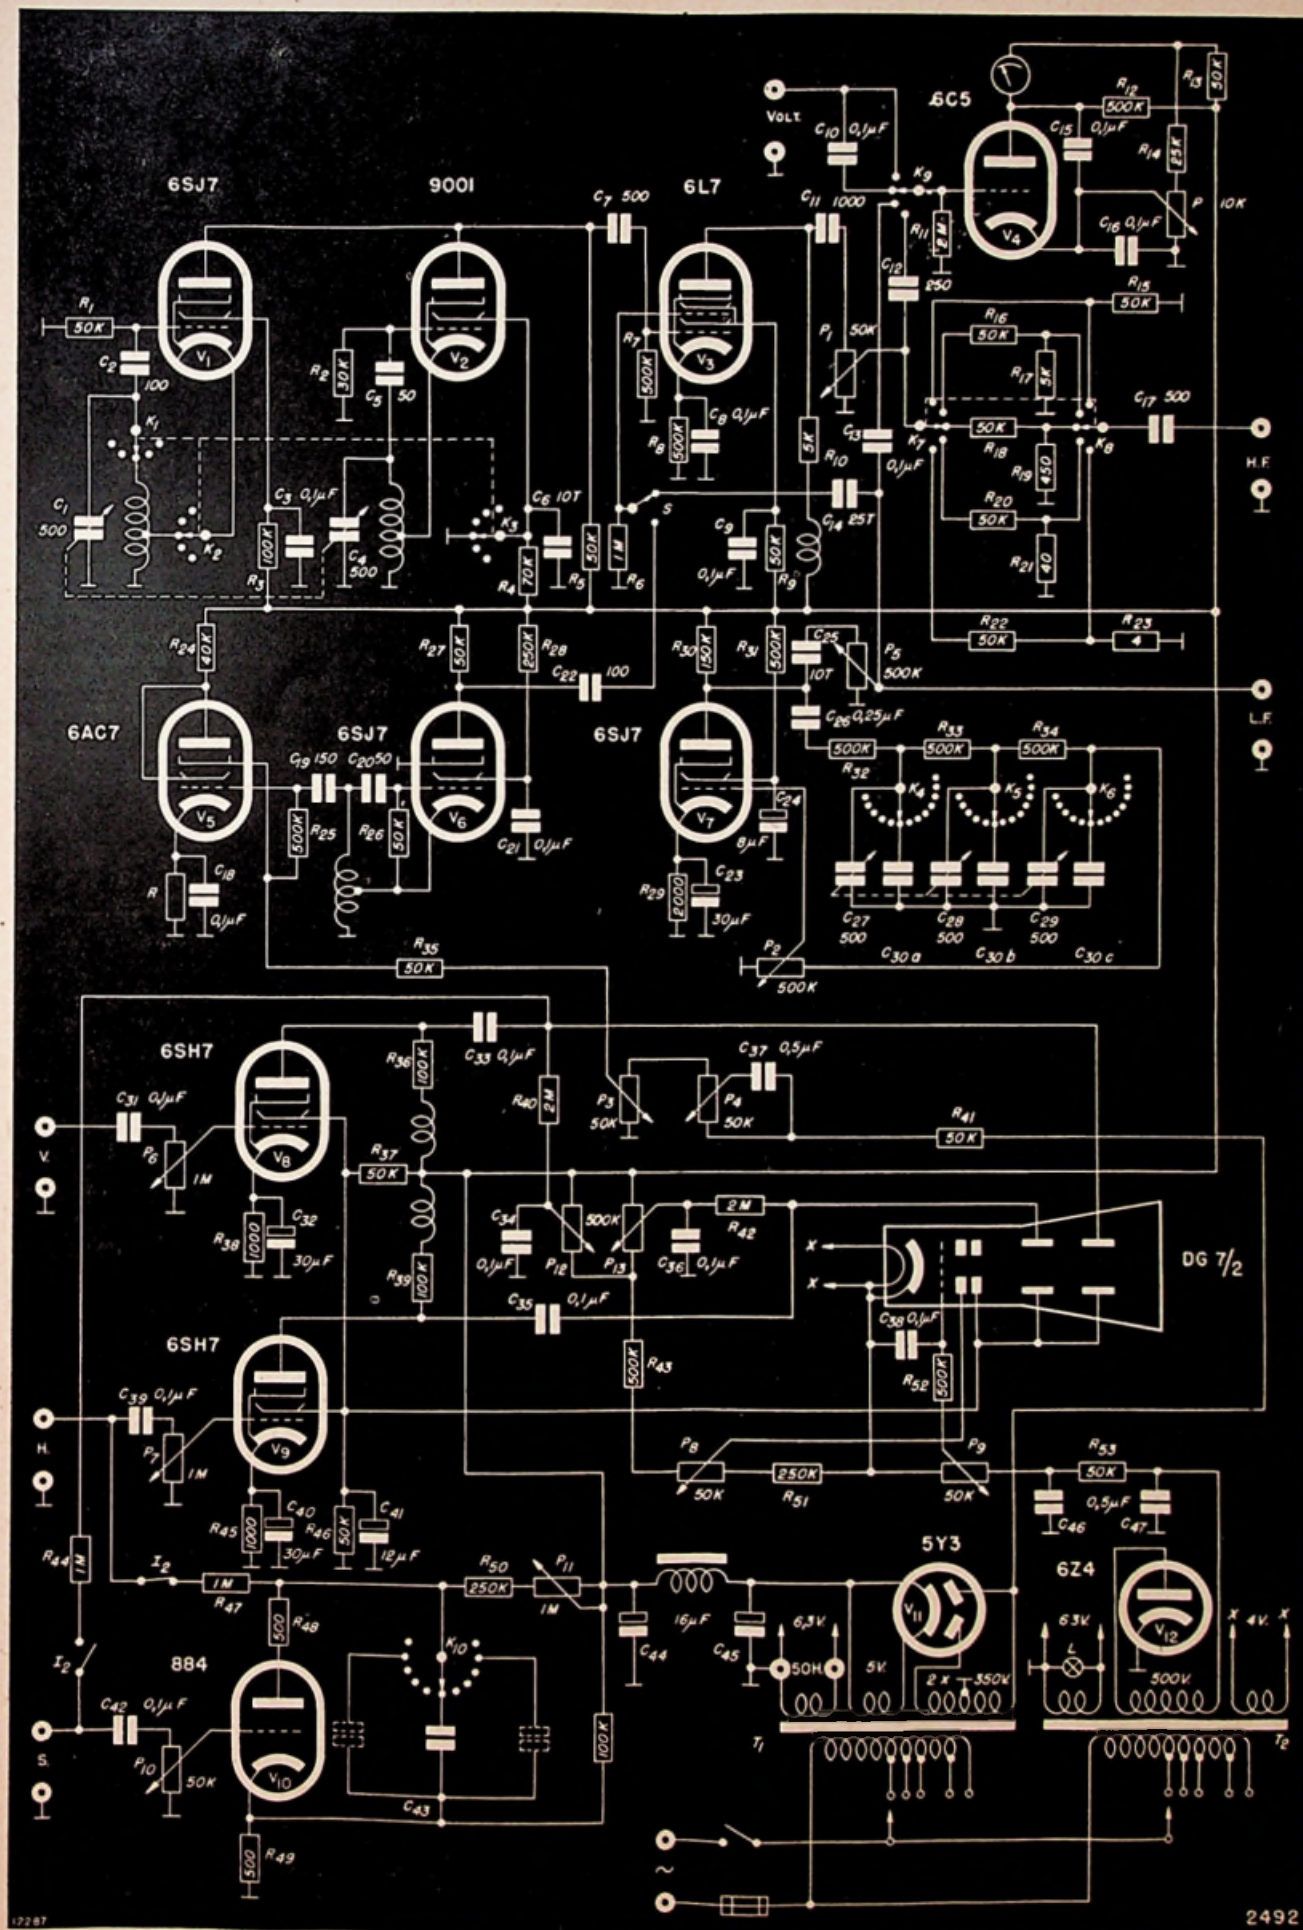 6SJ7
9001
6L7
6C5
VOLT.
C10 0,1µF
K9
R11
2M
V4
C15
0,1µF
R12
500K
R13
50K
R14
25K
P
10K
C16 0,1µF
R15
50K
C7 500
C11 1000
C12
250
R1
50K
C2
100
V1
K1
C1
500
K2
C3 0,1µF
100K
R3
R2
30K
C5
50
V2
C4
500
K3
R4
70K
C6 10T
R5
50K
R7
500K
V3
R8
500K
C8 0,1µF
1M
R6
S
C9
0,1µF
50K
R9
P1
50K
5K
R10
C13
0,1µF
C14 25T
R16
50K
R17
5K
K7
50K
R18
R19
450
K8
R20
50K
R21
40
R22
50K
R23
4
C17 500
H.F.
R24
40K
R27
50K
R28
250K
C22 100
R30
150K
R31
500K
C25
10T
P5
500K
C26 0,25µF
L.F.
6AC7
6SJ7
6SJ7
C19 150
C20 50
V5
R25
500K
R26
50K
V6
C21 0,1µF
V7
C24
8µF
R
C18
0,1µF
R29
2000
C23
30µF
500K
R32
R33
500K
R34
500K
K4
K5
K6
C27
500
C28
500
C29
500
C30a
C30b
C30c
P2
500K
R35
50K
6SH7
R36
100K
C33 0,1µF
R40
2M
P3
50K
P4
50K
C37 0,5µF
R41
50K
V.
C31 0,1µF
P6
1M
V8
R37
50K
R38
1000
C32
30µF
R39
100K
C34
0,1µF
P12
500K
P13
C36 0,1µF
2M
R42
C35 0,1µF
X
X
DG 7/2
C38 0,1µF
R52
500K
R43
500K
6SH7
H.
C39 0,1µF
P7
1M
V9
P8
50K
250K
R51
P9
50K
R53
50K
C46
0,5µF
C47
R45
1000
C40
30µF
R46
50K
C41
12µF
R44
1M
I2
1M
R47
500
R48
R50
250K
P11
1M
C44
16µF
C45
5Y3
V11
6Z4
V12
6,3V.
50H.
5V.
2 x 350V.
63V.
L
500V.
X 4V. X
I2
884
S.
C42 0,1µF
P10
50K
V10
K10
C43
100K
500
R49
T1
T2
~
12287
2492